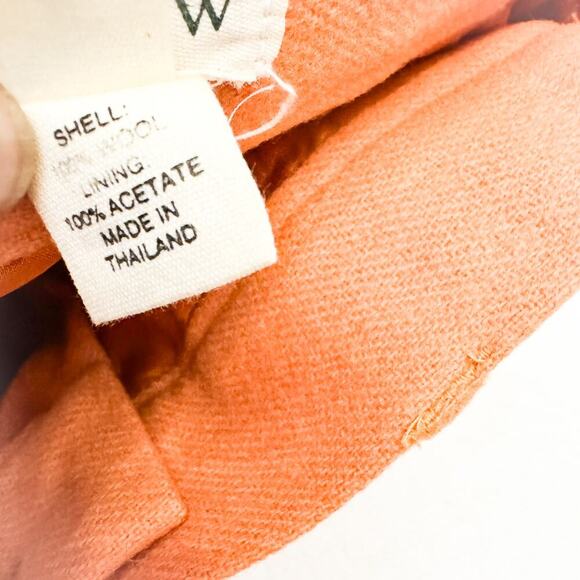 W
SHELL:
100% WOOL
LINING:
100% ACETATE
MADE IN
THAILAND